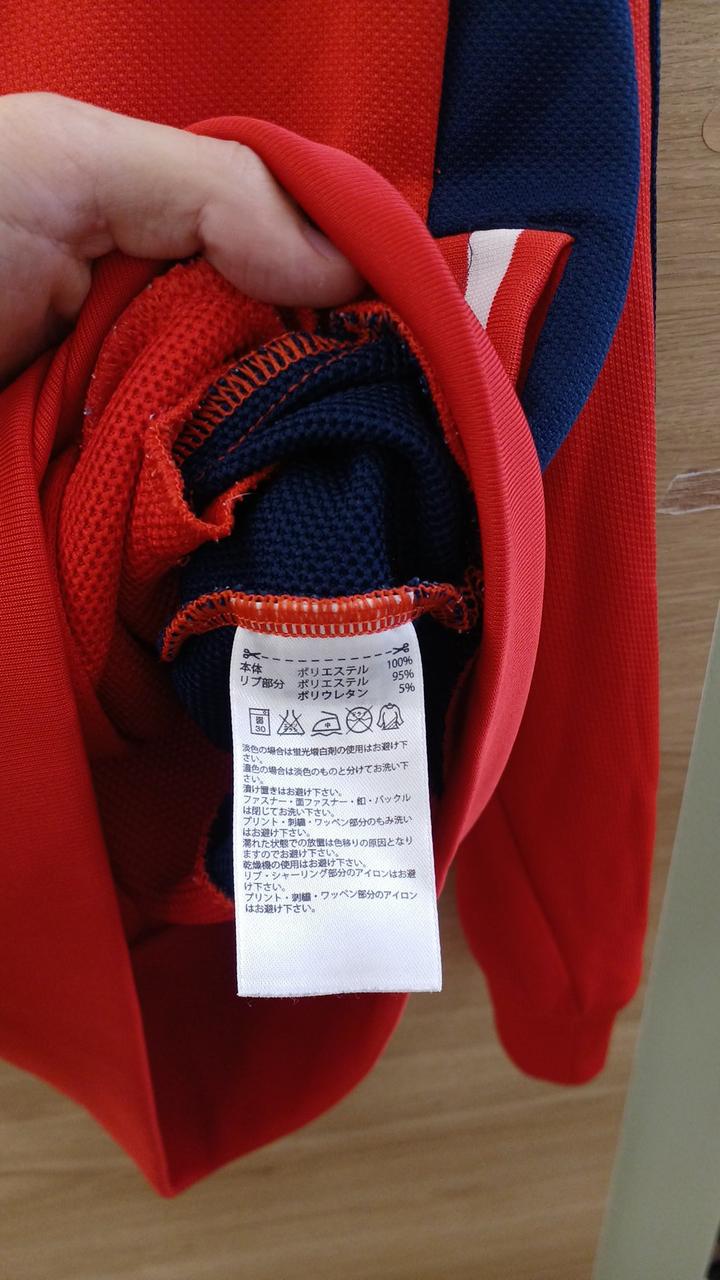 本体 ポリエステル 100%
リブ部分 ポリエステル 95%
ポリウレタン 5%
弱 30 中 ドライ
淡色の場合は蛍光増白剤の使用はお避け下
さい。
濃色の場合は淡色のものと分けてお洗い下
さい。
漬け置きはお避け下さい。
ファスナー・面ファスナー・釦・バックル
は閉じてお洗い下さい。
プリント・刺繍・ワッペン部分のもみ洗い
はお避け下さい。
濡れた状態での放置は色移りの原因となり
ますのでお避け下さい。
乾燥機の使用はお避け下さい。
リブ・シャーリング部分のアイロンはお避
け下さい。
プリント・刺繍・ワッペン部分のアイロン
はお避け下さい。